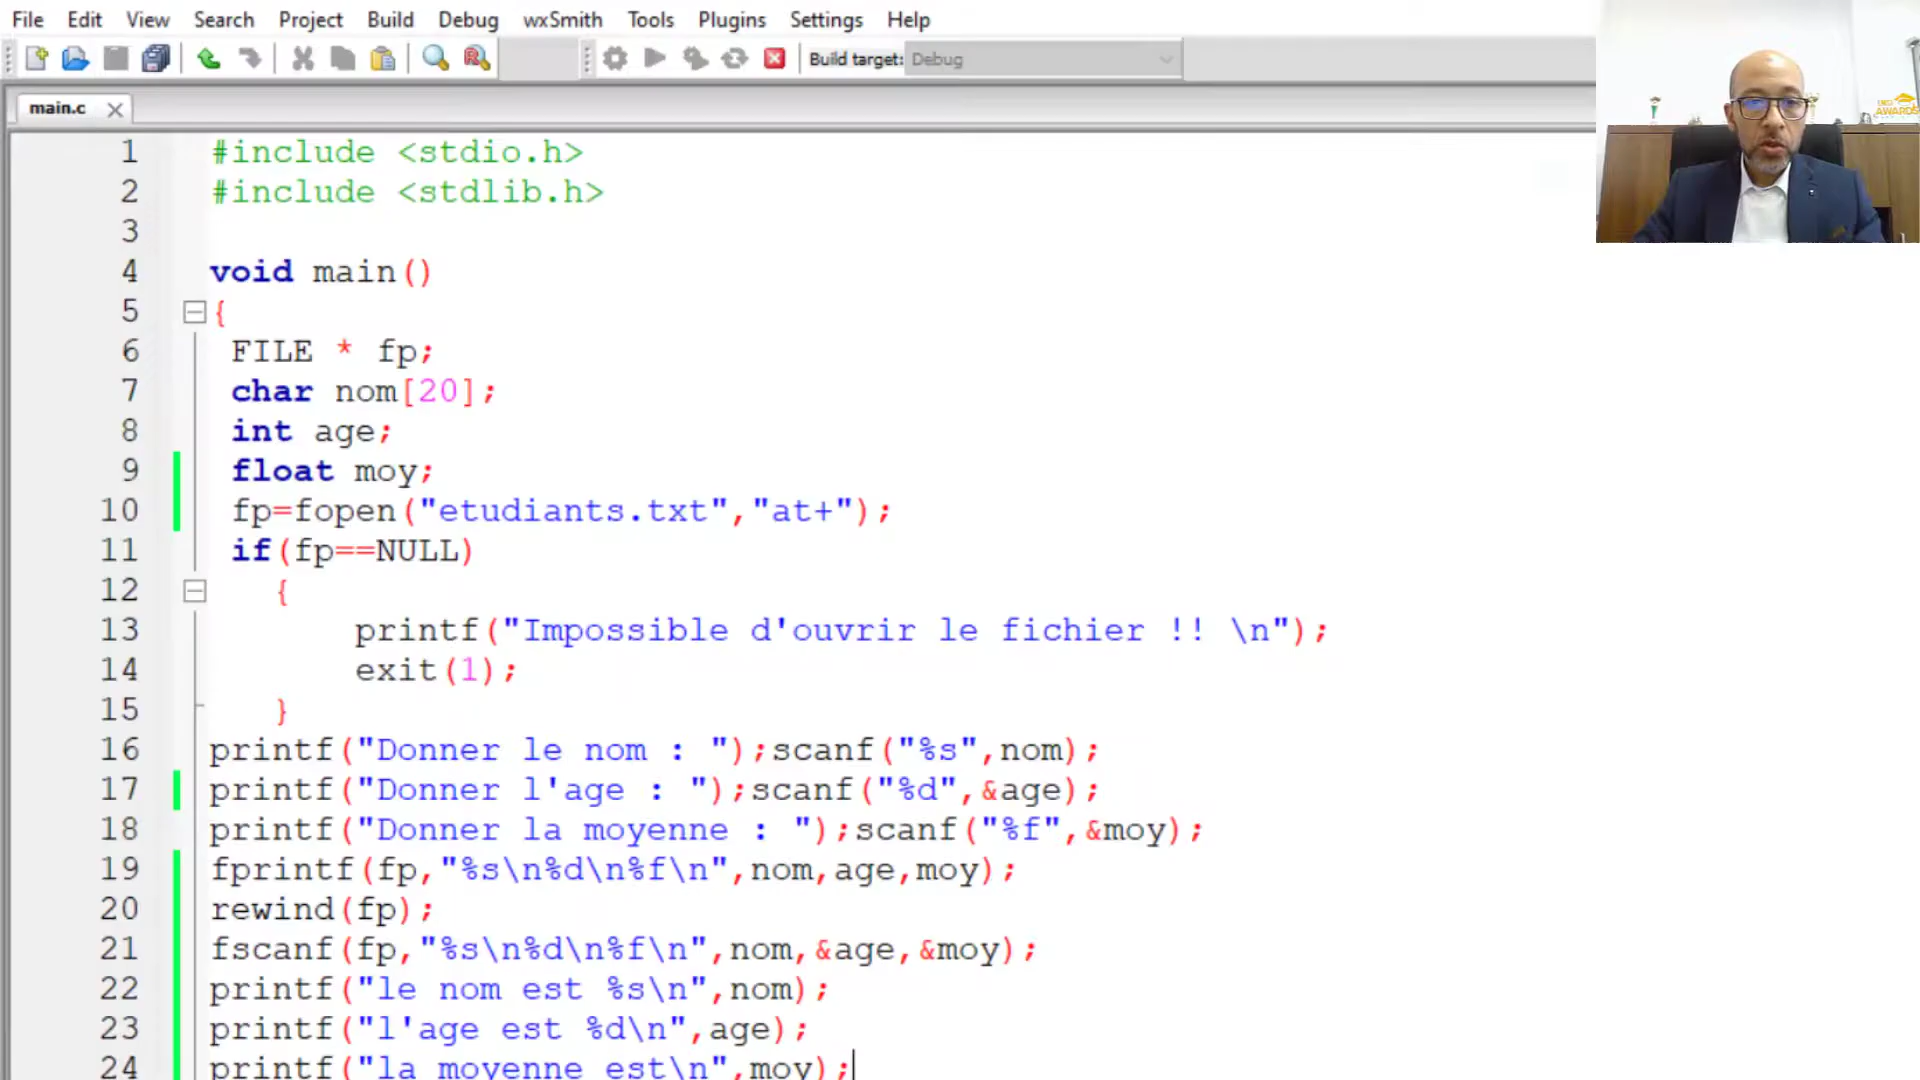 File Edit View Search Project Build Debug wxSmith Tools Plugins Settings Help
Build target: Debug
main.c
AWARDS
1 #include <stdio.h>
2 #include <stdlib.h>
3
4 void main()
5 {
6 FILE * fp;
7 char nom[20];
8 int age;
9 float moy;
10 fp=fopen("etudiants.txt","at+");
11 if(fp==NULL)
12 {
13 printf("Impossible d'ouvrir le fichier !! \n");
14 exit(1);
15 }
16 printf("Donner le nom : ");scanf("%s",nom);
17 printf("Donner l'age : ");scanf("%d",&age);
18 printf("Donner la moyenne : ");scanf("%f",&moy);
19 fprintf(fp,"%s\n%d\n%f\n",nom,age,moy);
20 rewind(fp);
21 fscanf(fp,"%s\n%d\n%f\n",nom,&age,&moy);
22 printf("le nom est %s\n",nom);
23 printf("l'age est %d\n",age);
24 printf("la moyenne est\n",moy);